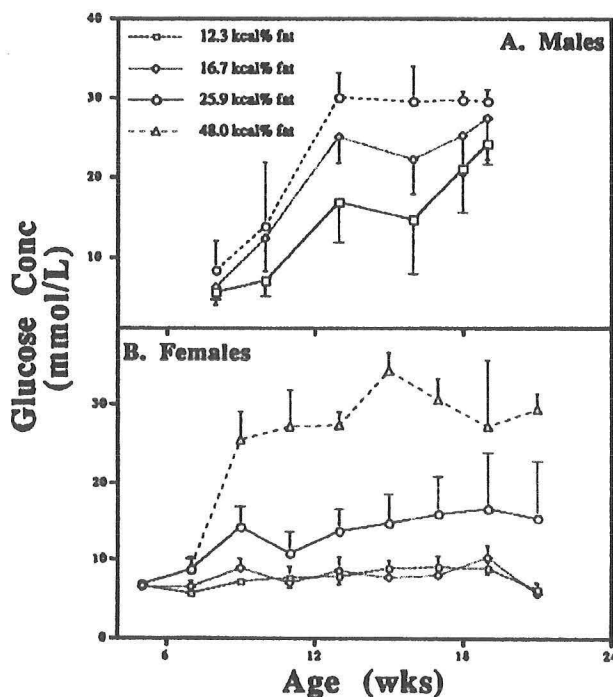 40
30
20
10
A. Males
12.3 kcal% fat
16.7 kcal% fat
25.9 kcal% fat
48.0 kcal% fat
B. Females
30
20
10
0
6
12
18
24
Glucose Conc
(mmol/L)
Age (wks)